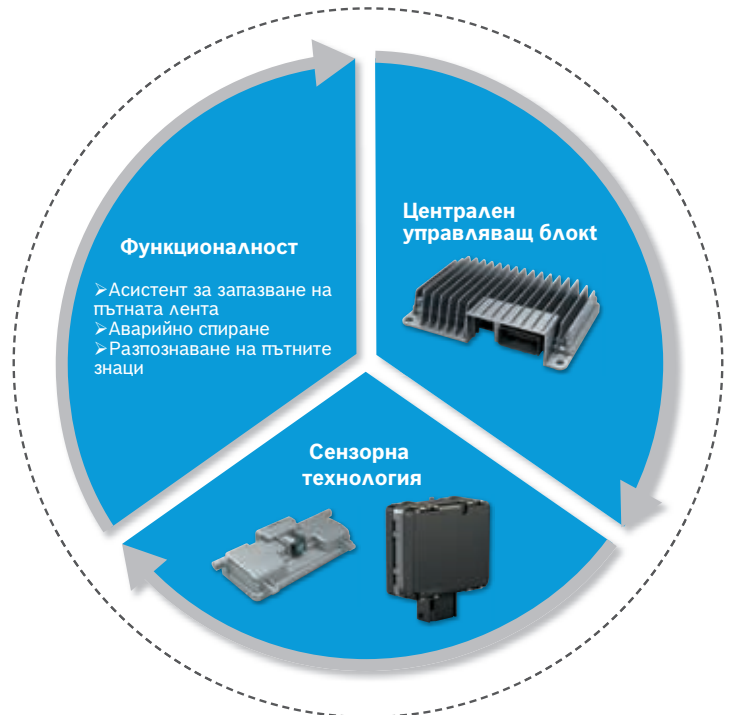 Функционалност
➢Асистент за запазване на
пътната лента
➢Аварийно спиране
➢Разпознаване на пътните
знаци
Централен
управляващ блокt
Сензорна
технология